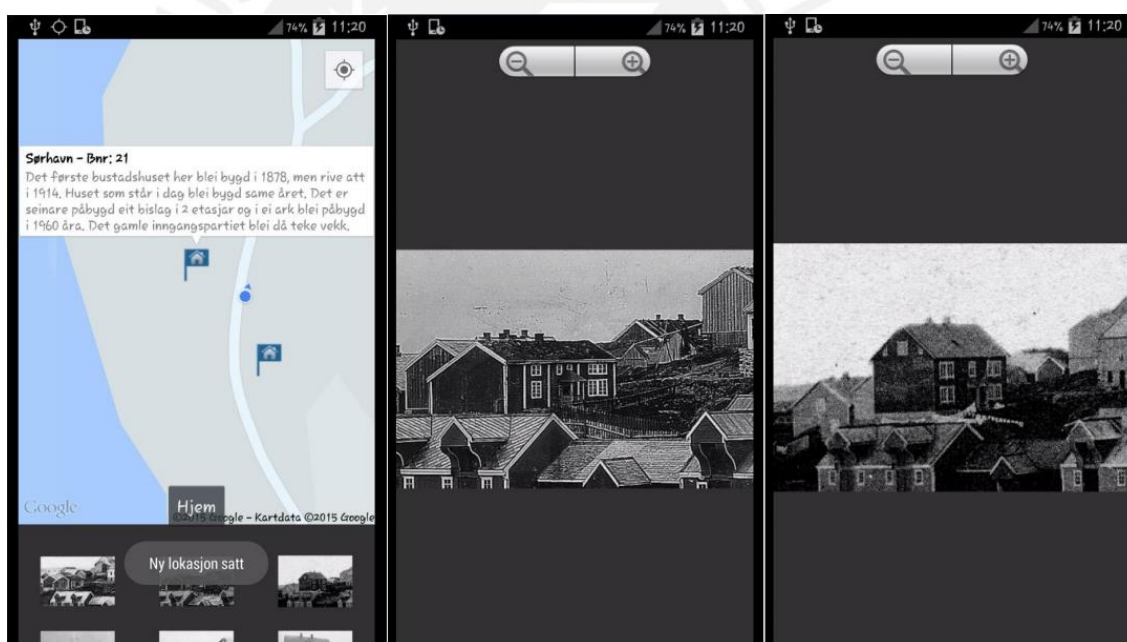 74% 11:20
74% 11:20
74% 11:20
Sørhavn – Bnr: 21
Det første bustadshuset her blei bygd i 1878, men rive att
i 1914. Huset som står i dag blei bygd same året. Det er
seinare påbygd eit bislag i 2 etasjar og i ei ark blei påbygd
i 1960 åra. Det gamle inngangspartiet blei då teke vekk.
Google
Hjem
©2015 Google – Kartdata ©2015 Google
Ny lokasjon satt